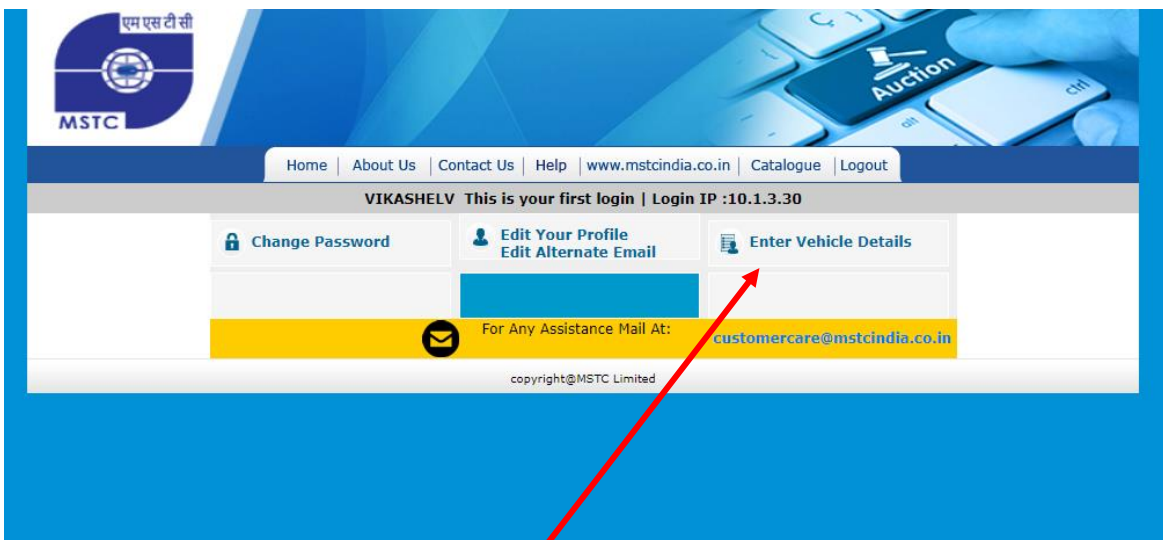 एम एस टी सी
MSTC
Auction
alt
ctrl
Home | About Us | Contact Us | Help | www.mstcindia.co.in | Catalogue | Logout
VIKASHELV This is your first login | Login IP :10.1.3.30
Change Password
Edit Your Profile
Edit Alternate Email
Enter Vehicle Details
For Any Assistance Mail At:
customercare@mstcindia.co.in
copyright@MSTC Limited